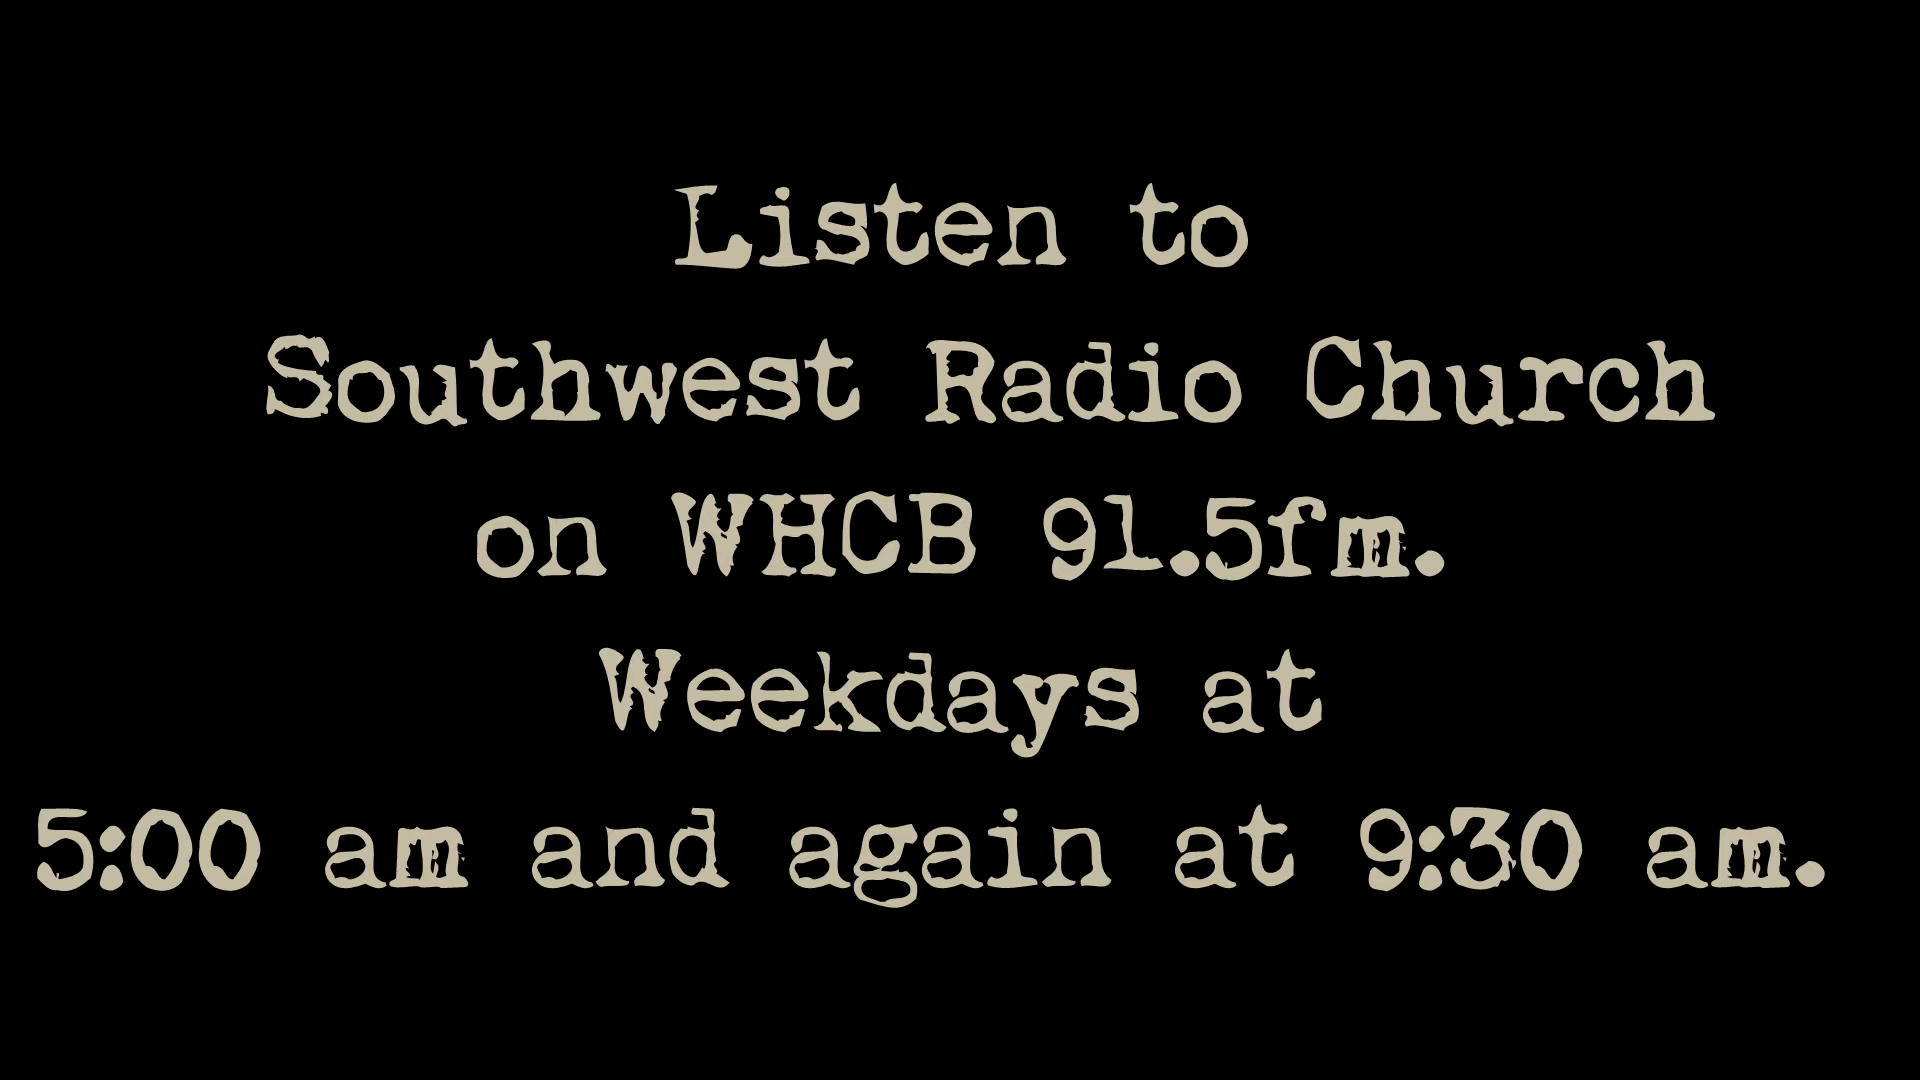 Listen to
Southwest Radio Church
on WHCB 91.5fm.
Weekdays at
5:00 am and again at 9:30 am.